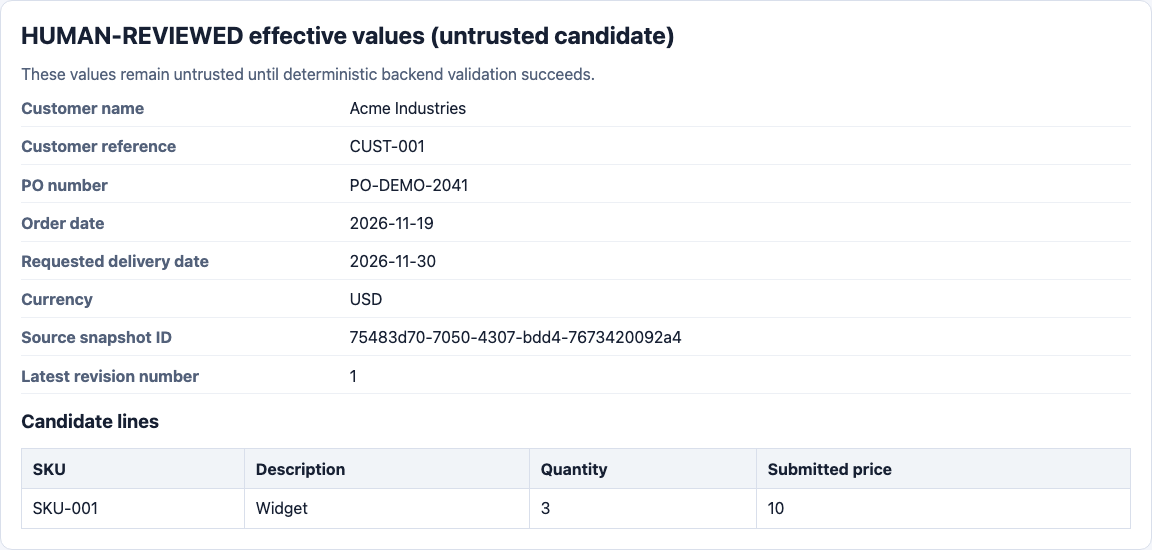 HUMAN-REVIEWED effective values (untrusted candidate)
These values remain untrusted until deterministic backend validation succeeds.
Customer name Acme Industries
Customer reference CUST-001
PO number PO-DEMO-2041
Order date 2026-11-19
Requested delivery date 2026-11-30
Currency USD
Source snapshot ID 75483d70-7050-4307-bdd4-7673420092a4
Latest revision number 1
Candidate lines
SKU Description Quantity Submitted price
SKU-001 Widget 3 10